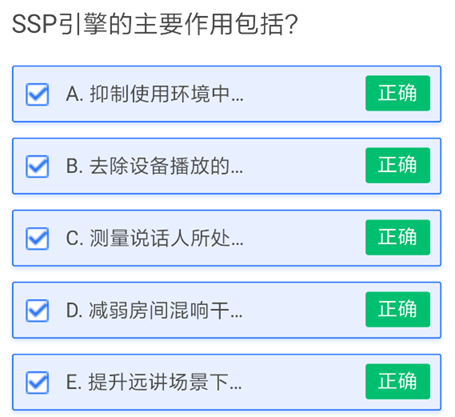 SSP引擎的主要作用包括?
A. 抑制使用环境中... 正确
B. 去除设备播放的... 正确
C. 测量说话人所处... 正确
D. 减弱房间混响干... 正确
E. 提升远讲场景下... 正确